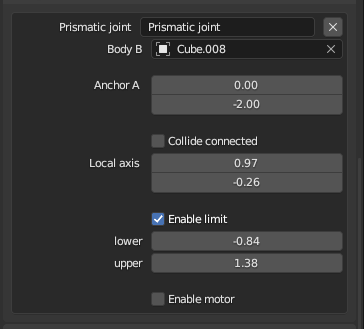 Prismatic joint Prismatic joint
Body B Cube.008
Anchor A 0.00
-2.00
Collide connected
Local axis 0.97
-0.26
Enable limit
lower -0.84
upper 1.38
Enable motor